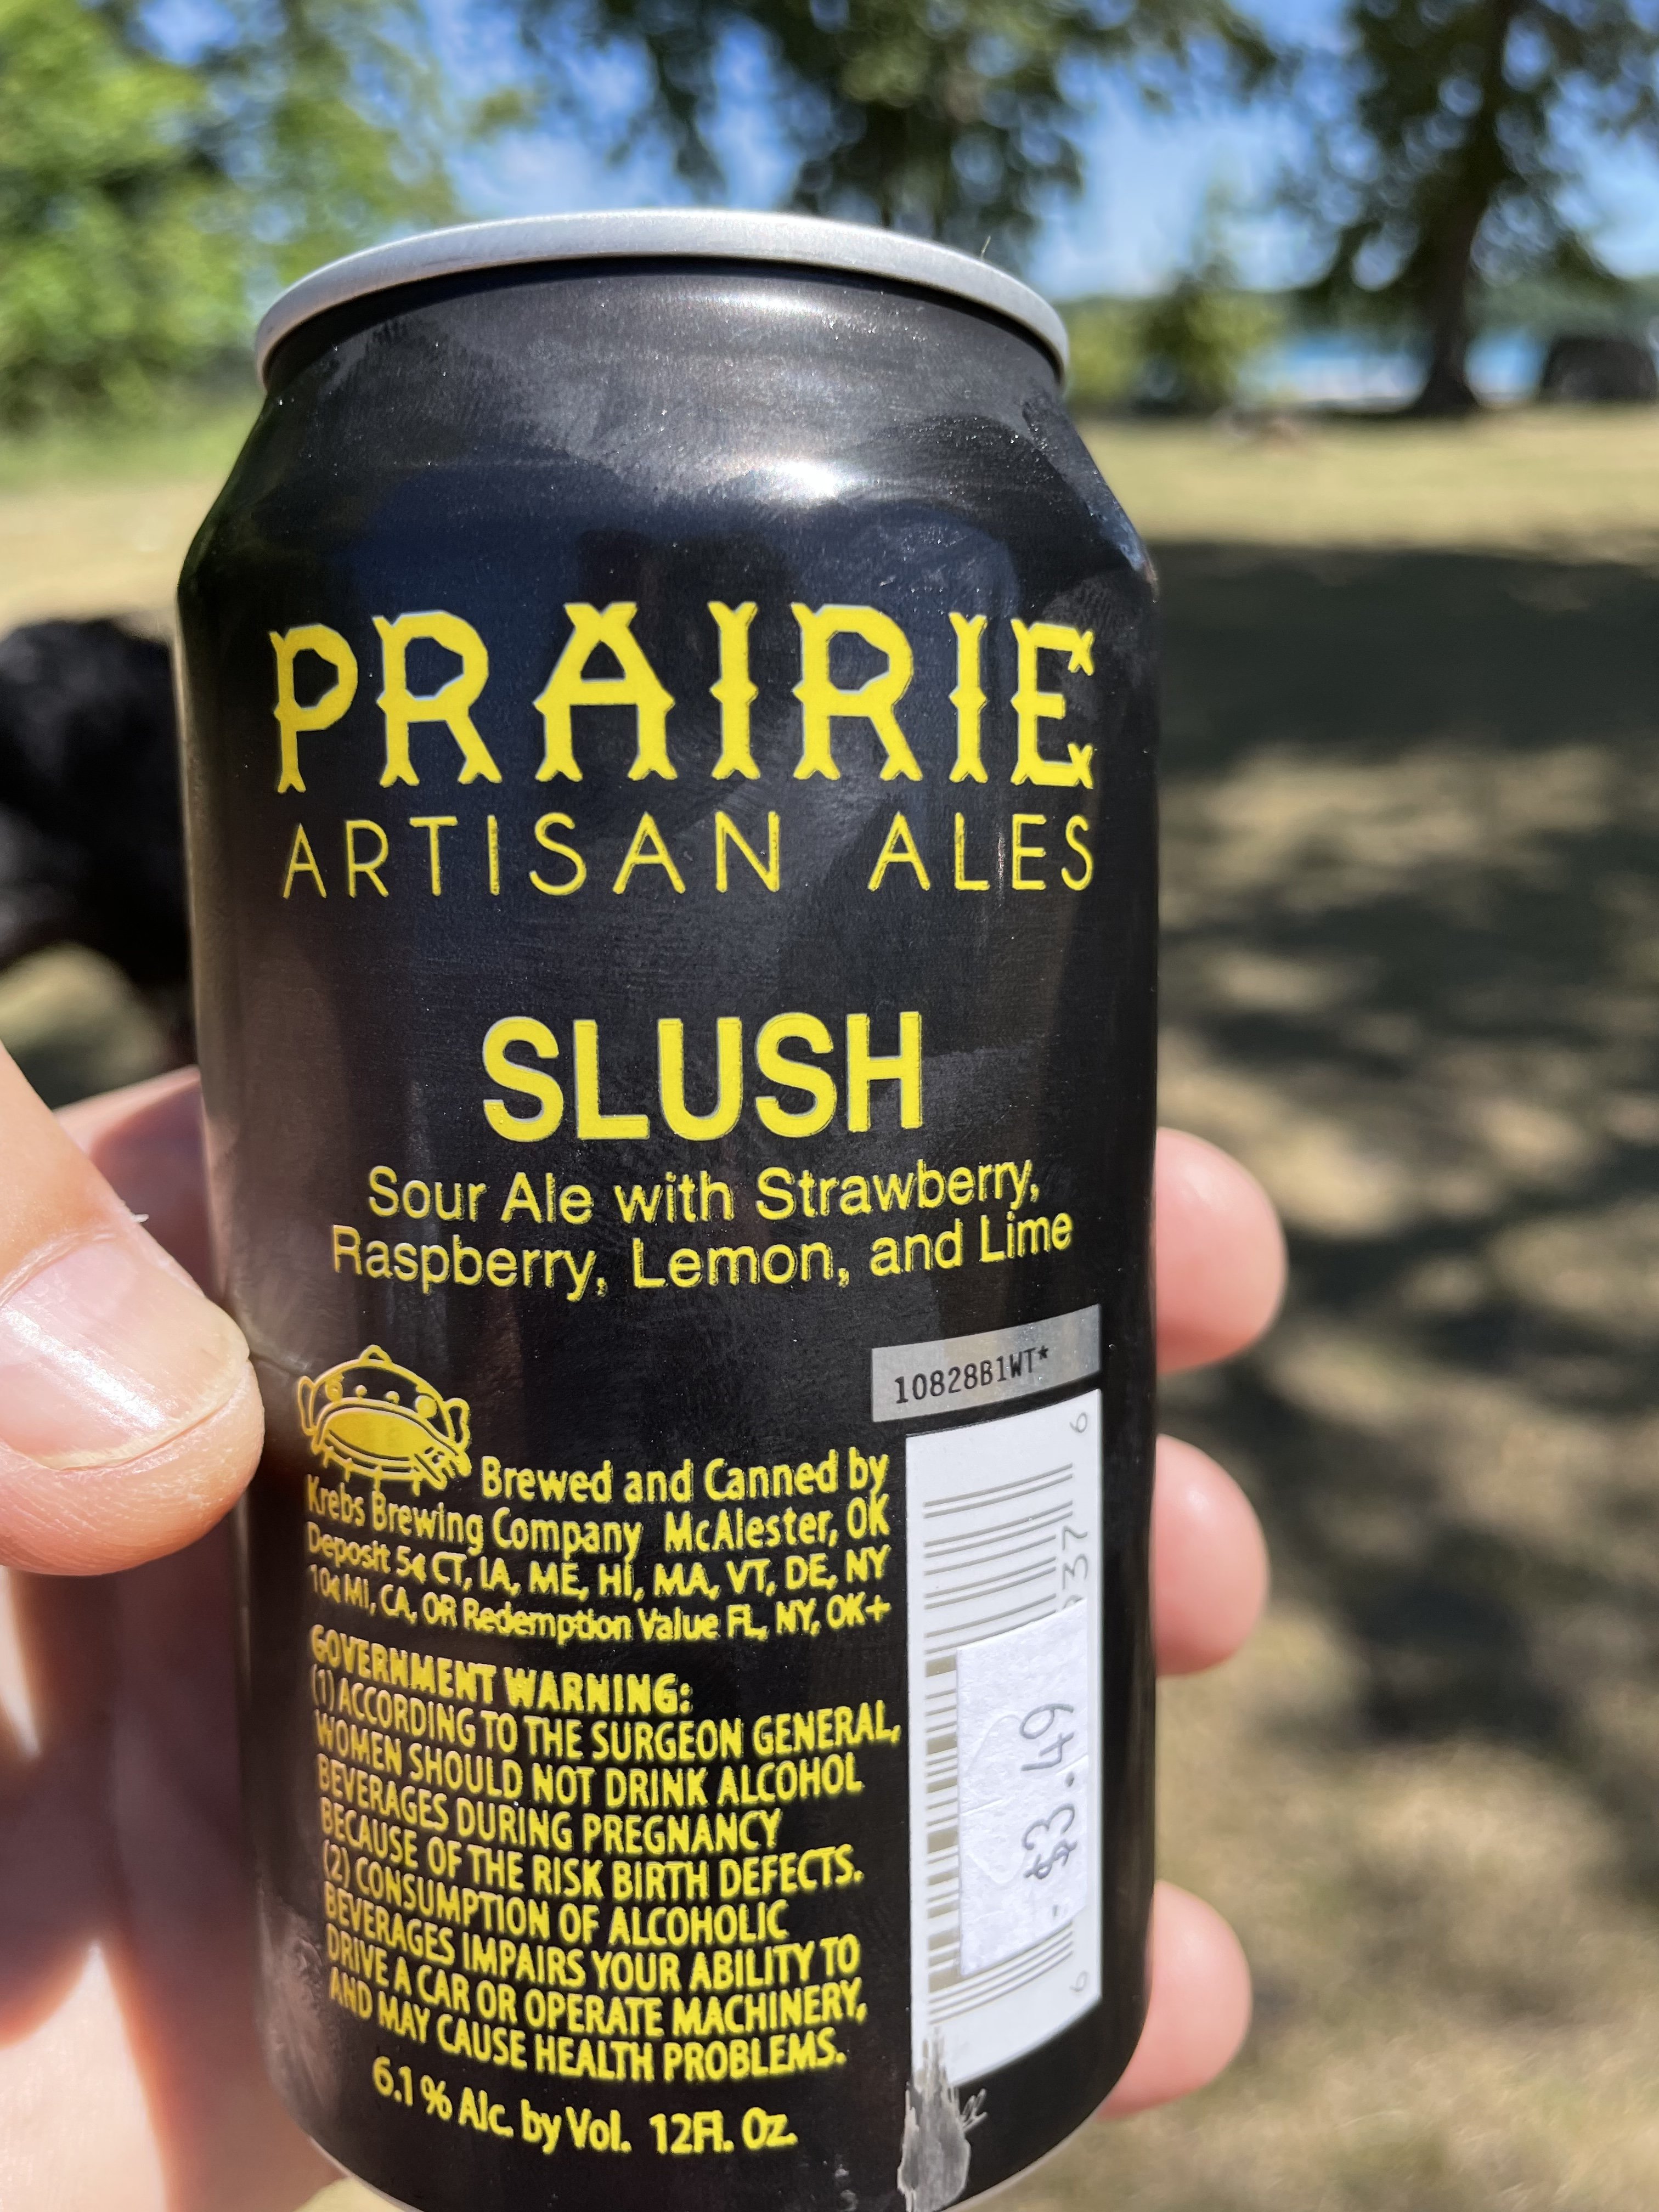 PRAIRIE
ARTISAN ALES
SLUSH
Sour Ale with Strawberry,
Raspberry, Lemon, and Lime
10828B1WT*
Brewed and Canned by
Krebs Brewing Company McAlester, OK
Deposit 5¢ CT, IA, ME, HI, MA, VT, DE, NY
10¢ MI, CA, OR Redemption Value FL, NY, OK+
GOVERNMENT WARNING:
(1) ACCORDING TO THE SURGEON GENERAL,
WOMEN SHOULD NOT DRINK ALCOHOL
BEVERAGES DURING PREGNANCY
BECAUSE OF THE RISK BIRTH DEFECTS.
(2) CONSUMPTION OF ALCOHOLIC
BEVERAGES IMPAIRS YOUR ABILITY TO
DRIVE A CAR OR OPERATE MACHINERY,
AND MAY CAUSE HEALTH PROBLEMS.
6.1 % Alc. by Vol. 12Fl. Oz.
$3.49
6
6